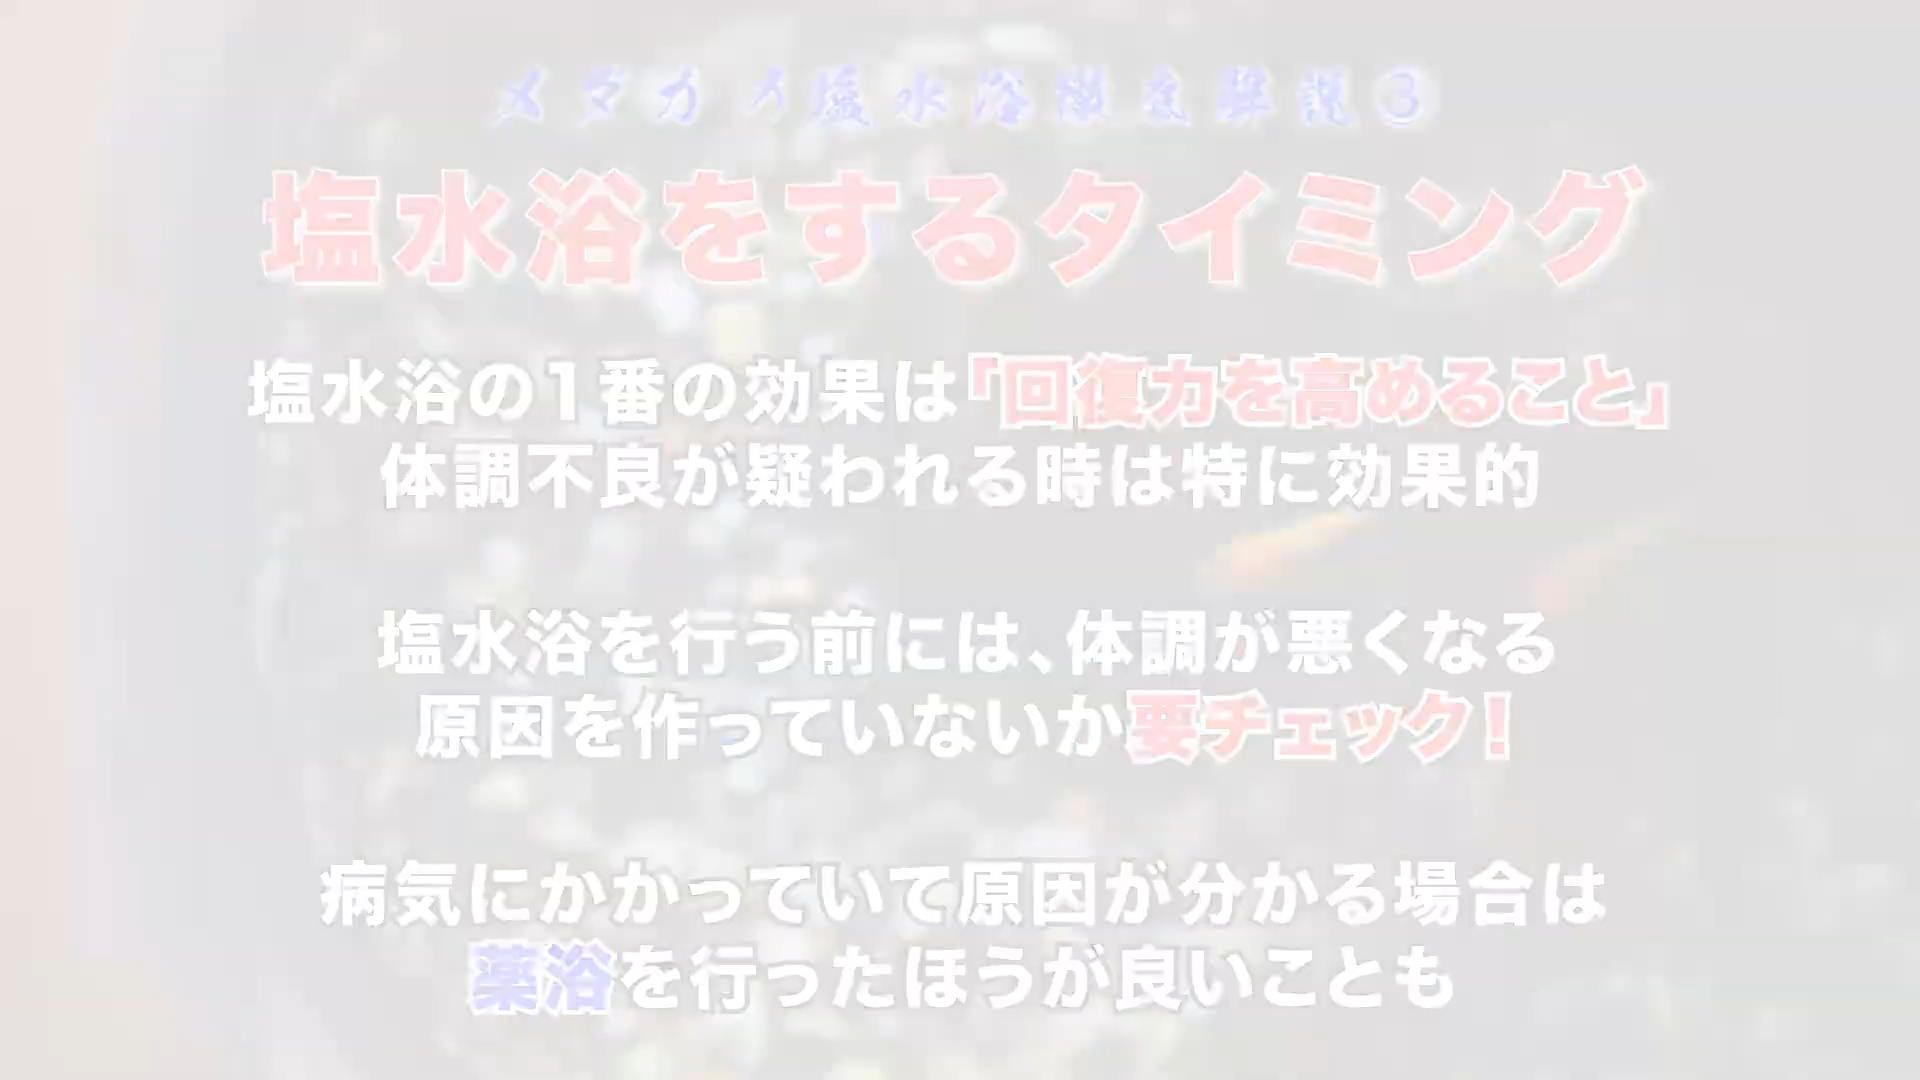 メダカの塩水浴徹底解説③
塩水浴をするタイミング
塩水浴の1番の効果は「回復力を高めること」
体調不良が疑われる時は特に効果的
塩水浴を行う前には、体調が悪くなる
原因を作っていないか要チェック！
病気にかかっていて原因が分かる場合は
薬浴を行ったほうが良いことも